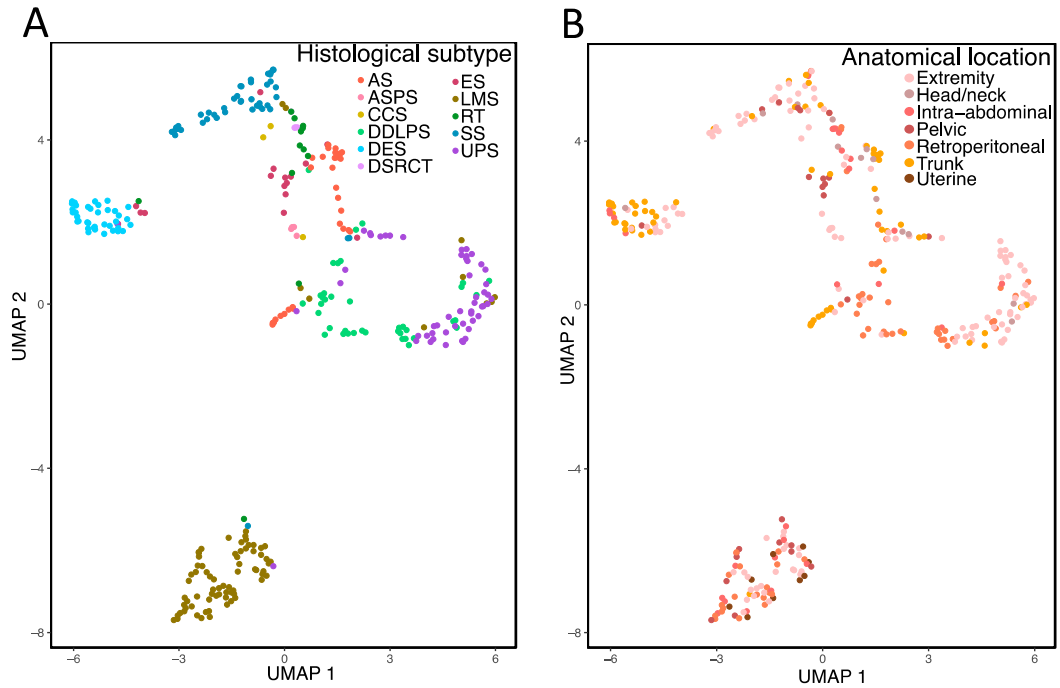 A
Histological subtype
AS
ASPS
CCS
DDLPS
DES
DSRCT
ES
LMS
RT
SS
UPS
4
0
−4
−8
UMAP 2
−6
−3
0
3
6
UMAP 1
B
Anatomical location
Extremity
Head/neck
Intra−abdominal
Pelvic
Retroperitoneal
Trunk
Uterine
4
0
−4
−8
UMAP 2
−6
−3
0
3
6
UMAP 1